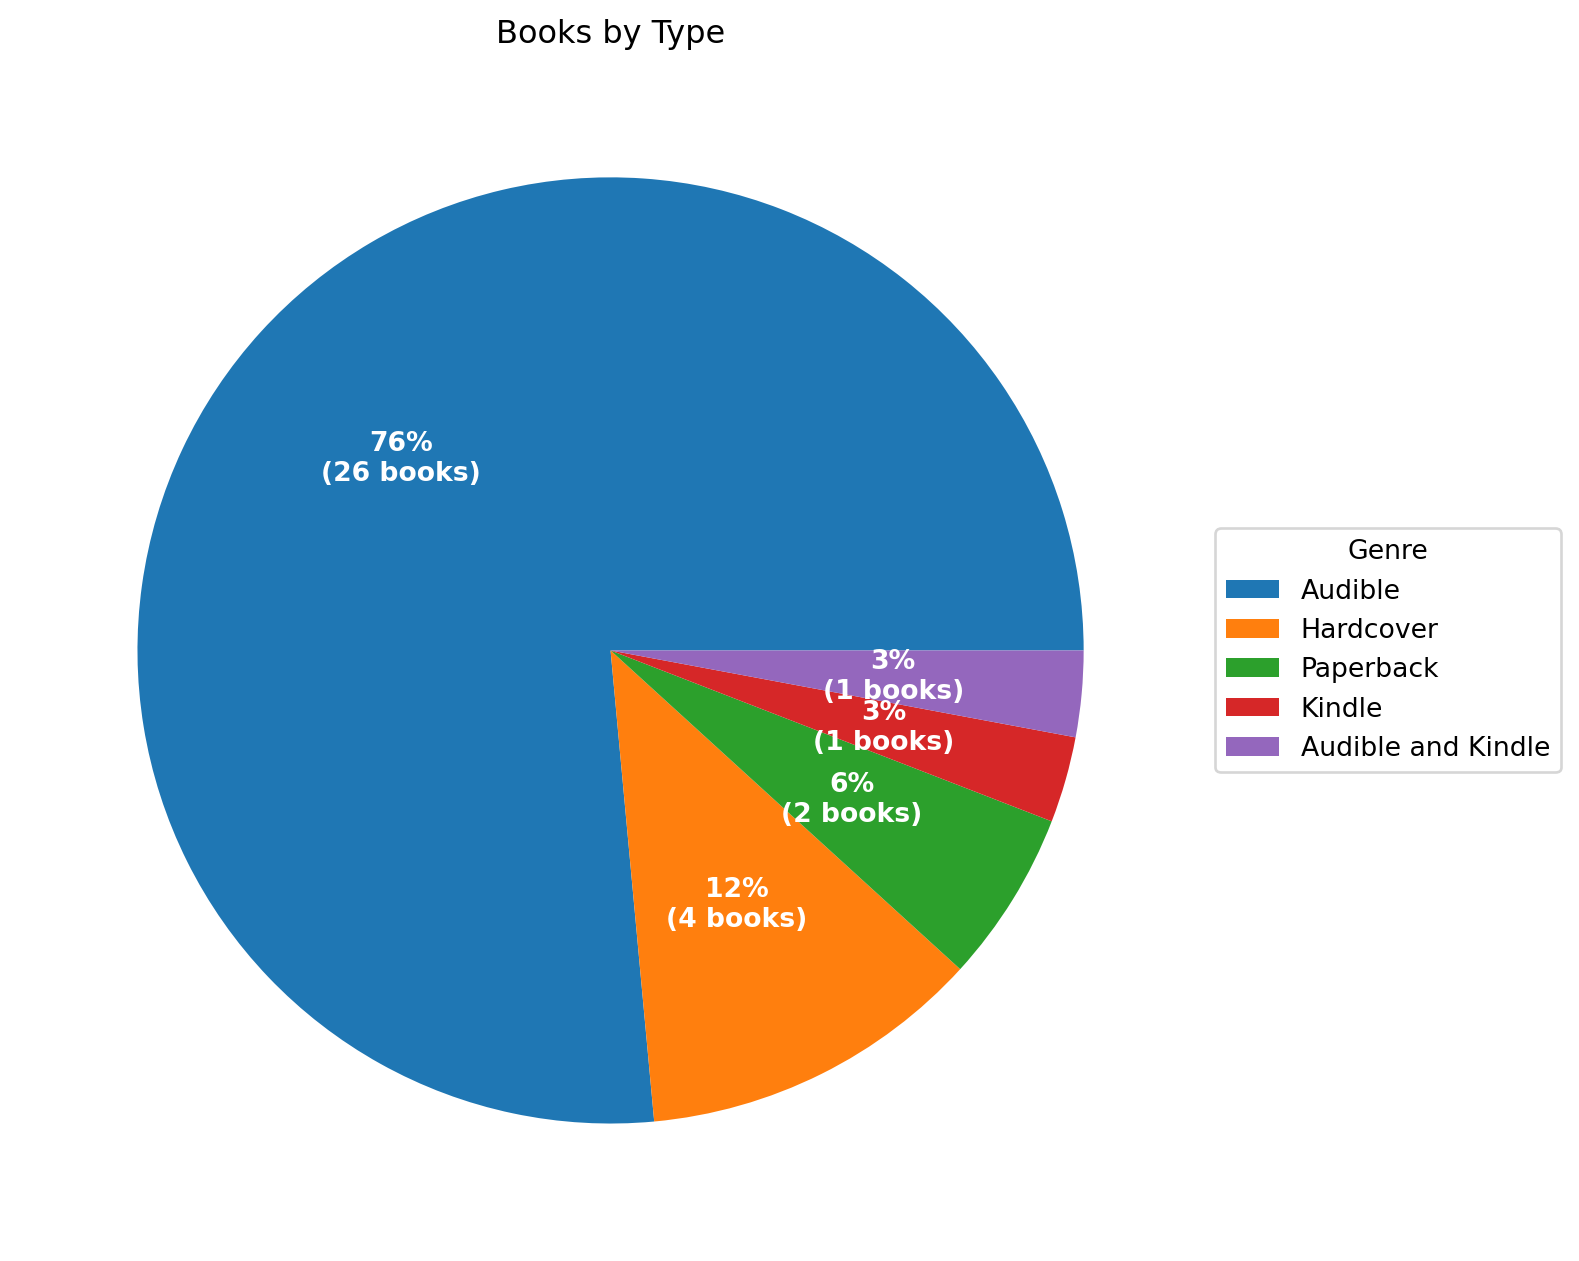 Books by Type
76%
(26 books)
3%
(1 books)
3%
(1 books)
6%
(2 books)
12%
(4 books)
Genre
Audible
Hardcover
Paperback
Kindle
Audible and Kindle